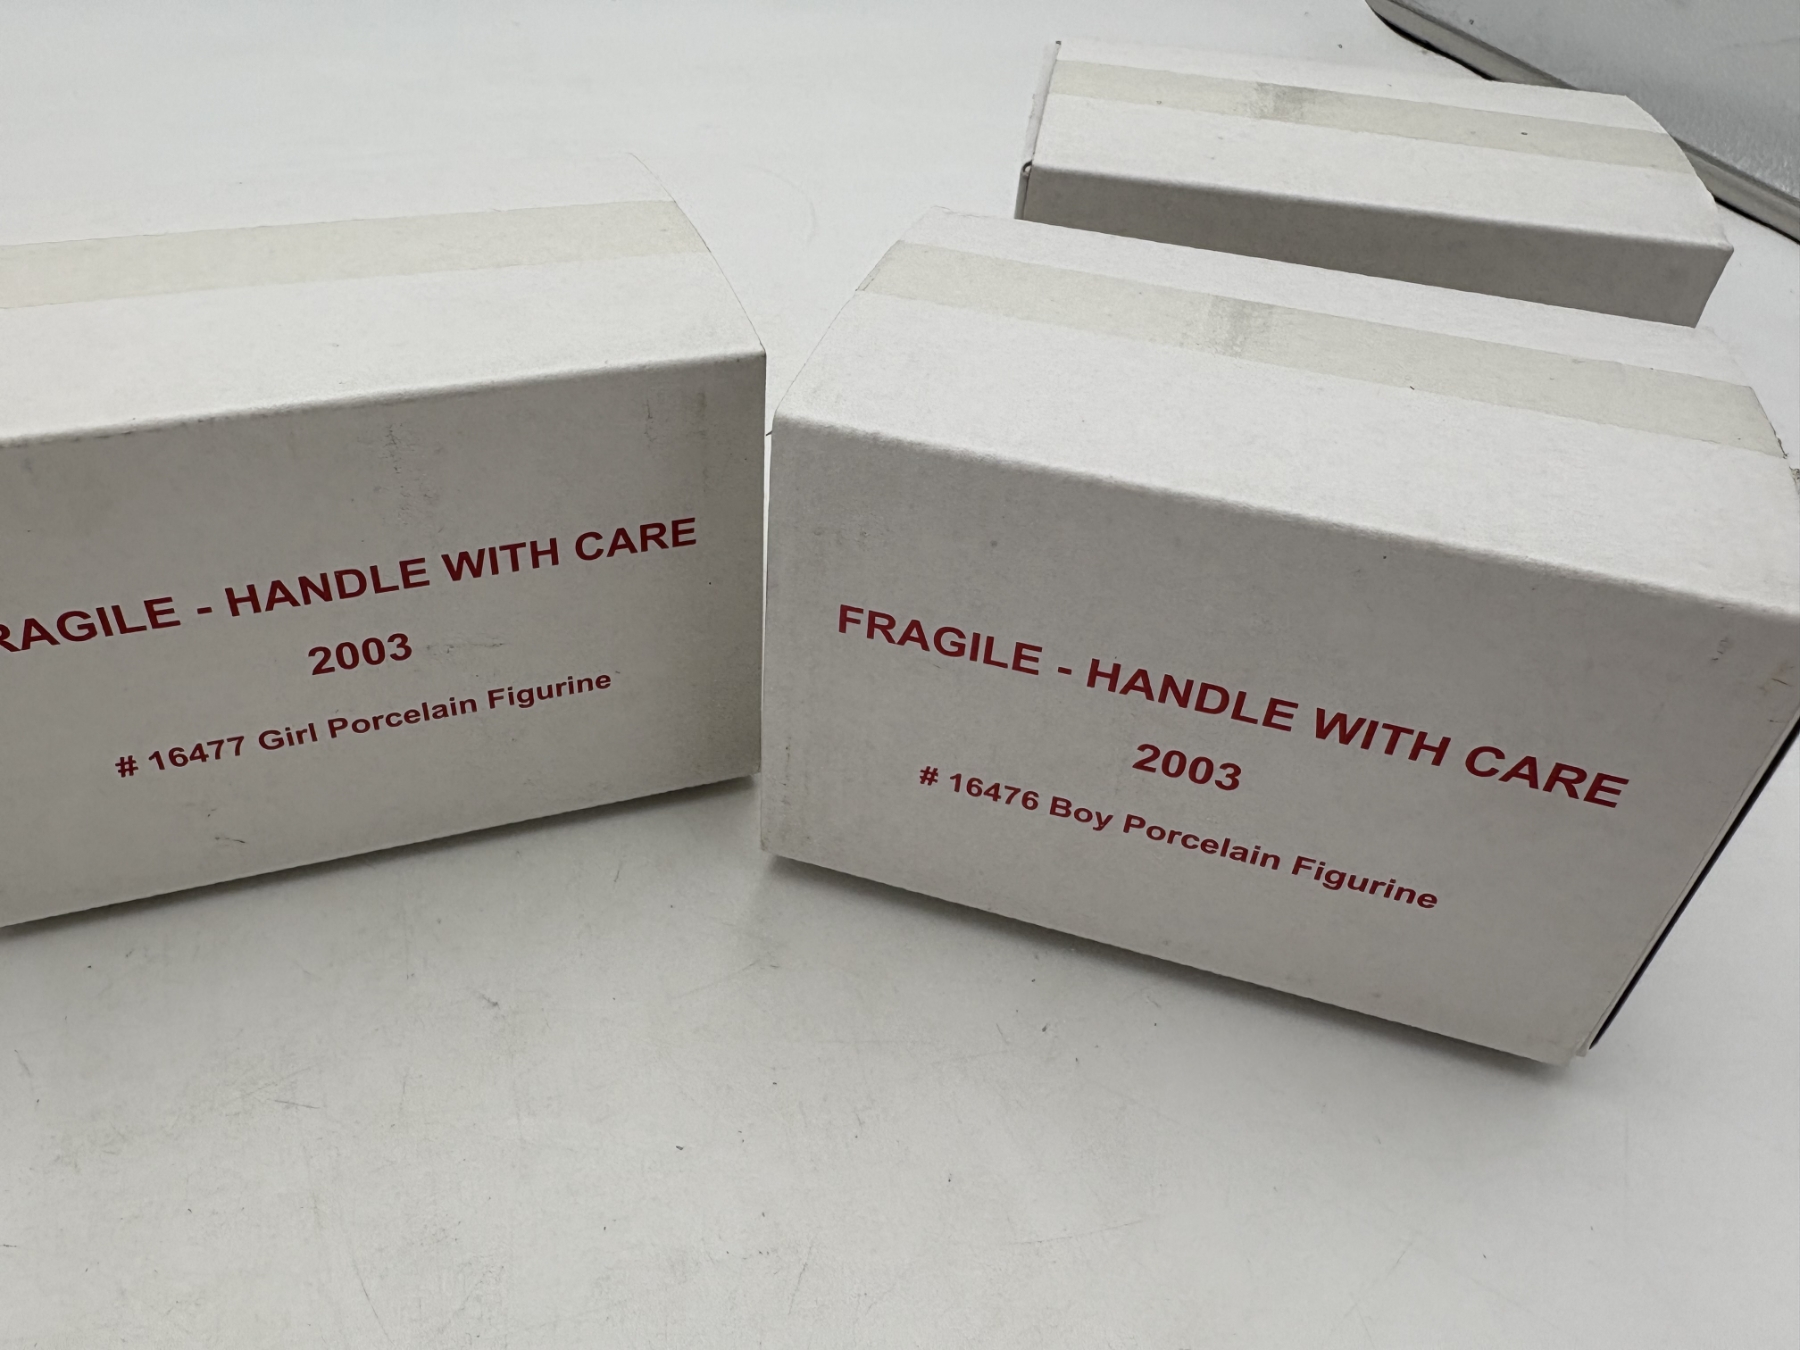 RAGILE - HANDLE WITH CARE
2003
# 16477 Girl Porcelain Figurine
FRAGILE - HANDLE WITH CARE
2003
# 16476 Boy Porcelain Figurine